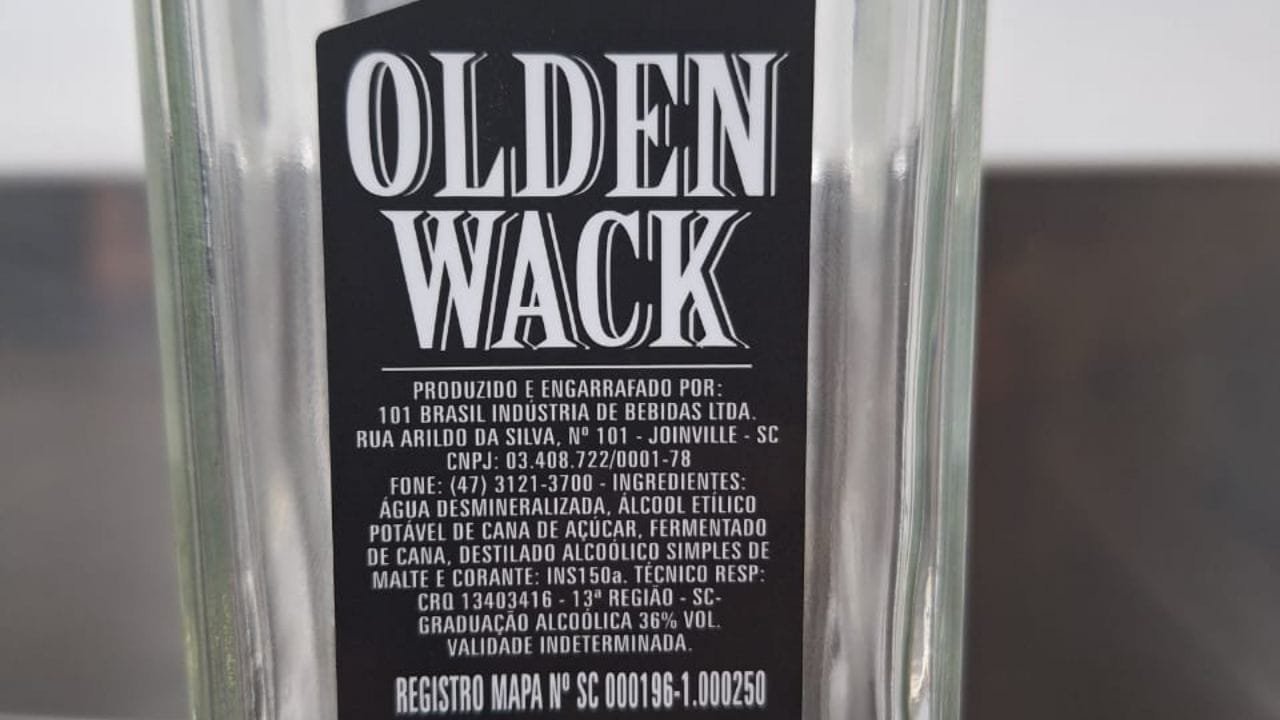 OLDEN
WACK
PRODUZIDO E ENGARRAFADO POR:
101 BRASIL INDÚSTRIA DE BEBIDAS LTDA.
RUA ARILDO DA SILVA, Nº 101 - JOINVILLE - SC
CNPJ: 03.408.722/0001-78
FONE: (47) 3121-3700 - INGREDIENTES:
ÁGUA DESMINERALIZADA, ÁLCOOL ETÍLICO
POTÁVEL DE CANA DE AÇÚCAR, FERMENTADO
DE CANA, DESTILADO ALCOÓLICO SIMPLES DE
MALTE E CORANTE: INS150a. TÉCNICO RESP:
CRQ 13403416 - 13ª REGIÃO - SC-
GRADUAÇÃO ALCOÓLICA 36% VOL.
VALIDADE INDETERMINADA.
REGISTRO MAPA Nº SC 000196-1.000250